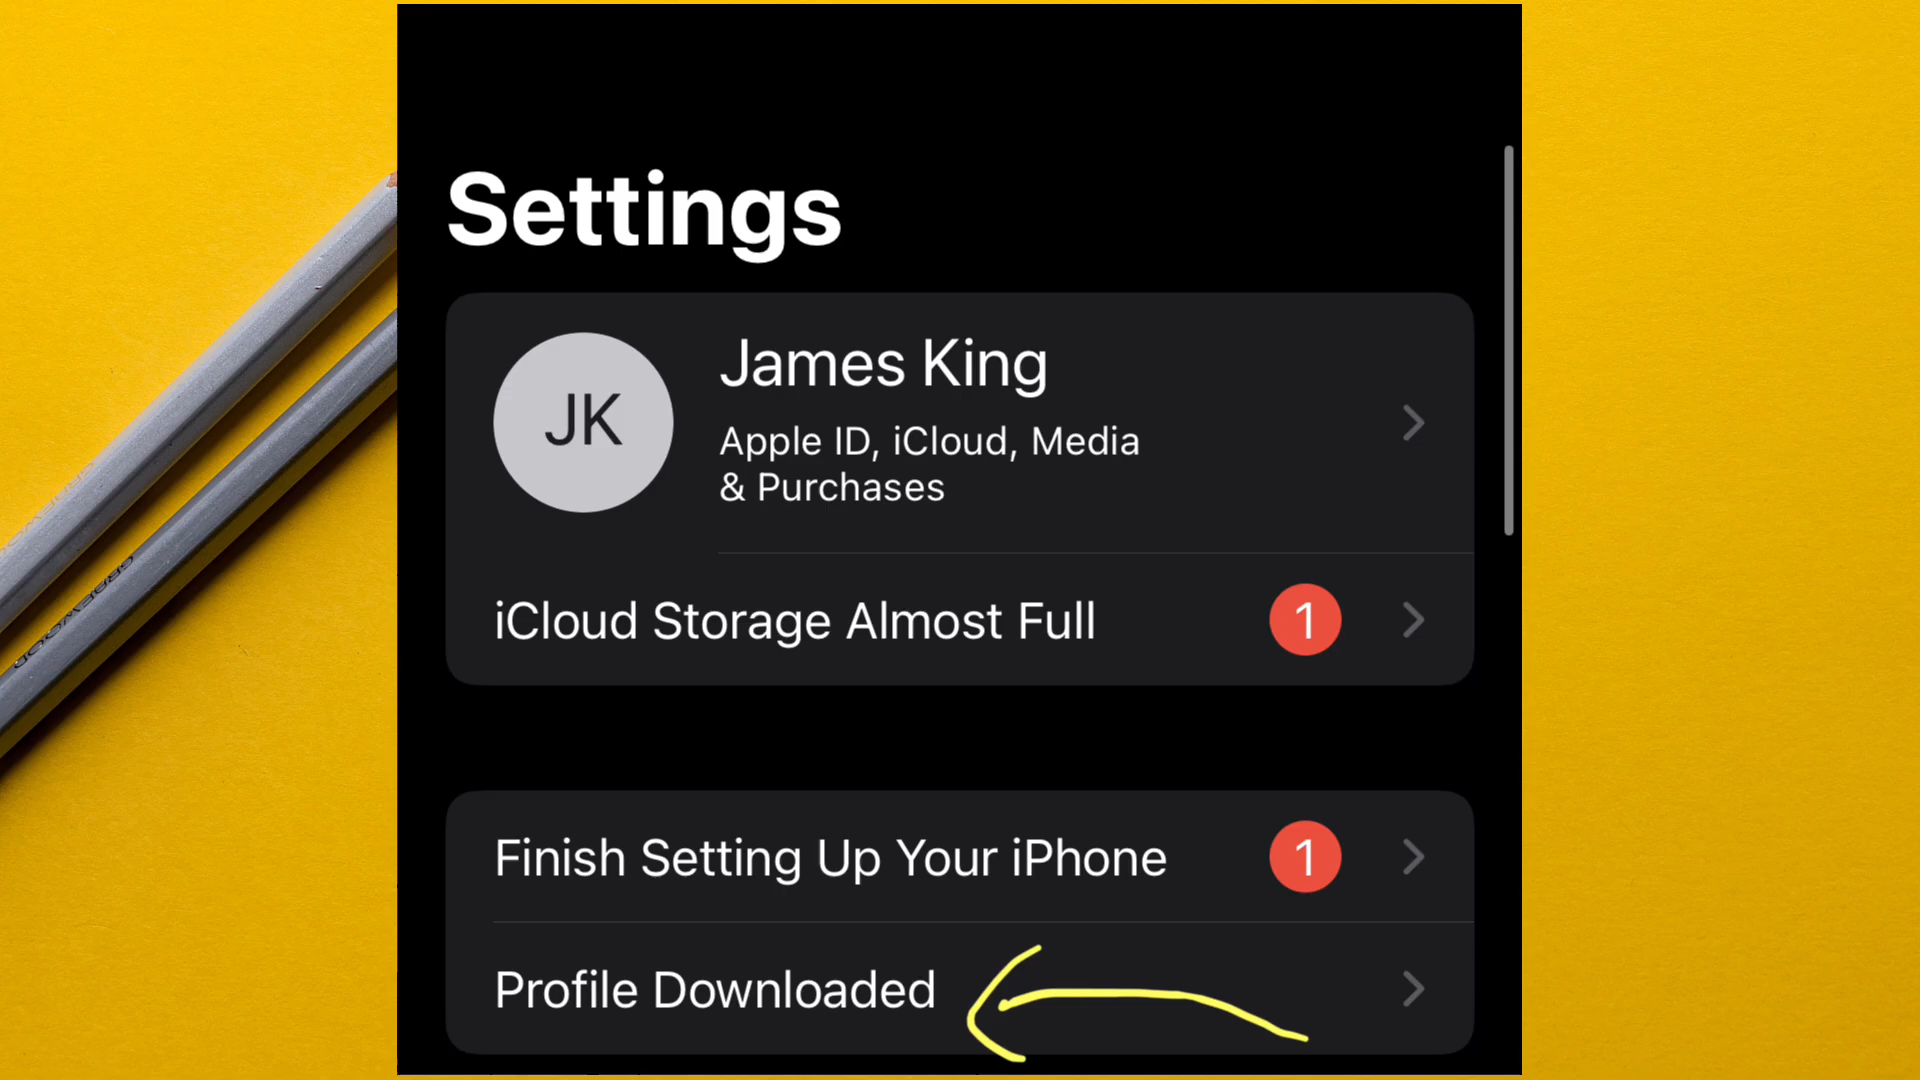 Settings
JK
James King
Apple ID, iCloud, Media
& Purchases
iCloud Storage Almost Full
1
Finish Setting Up Your iPhone
1
Profile Downloaded